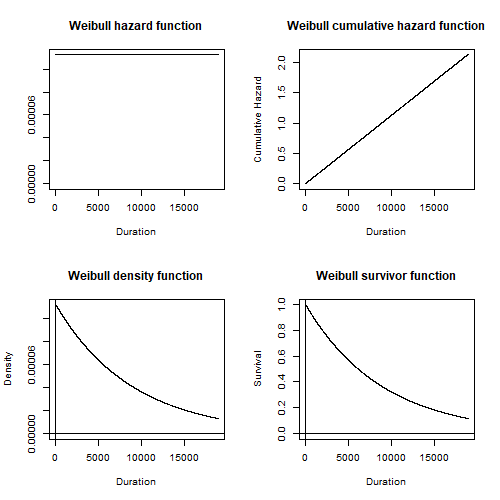 Weibull hazard function
0.00006
0.00000
0 5000 10000 15000
Duration
Weibull cumulative hazard function
Cumulative Hazard
2.0
1.5
1.0
0.5
0.0
0 5000 10000 15000
Duration
Weibull density function
Density
0.00006
0.00000
0 5000 10000 15000
Duration
Weibull survivor function
Survival
1.0
0.8
0.6
0.4
0.2
0.0
0 5000 10000 15000
Duration